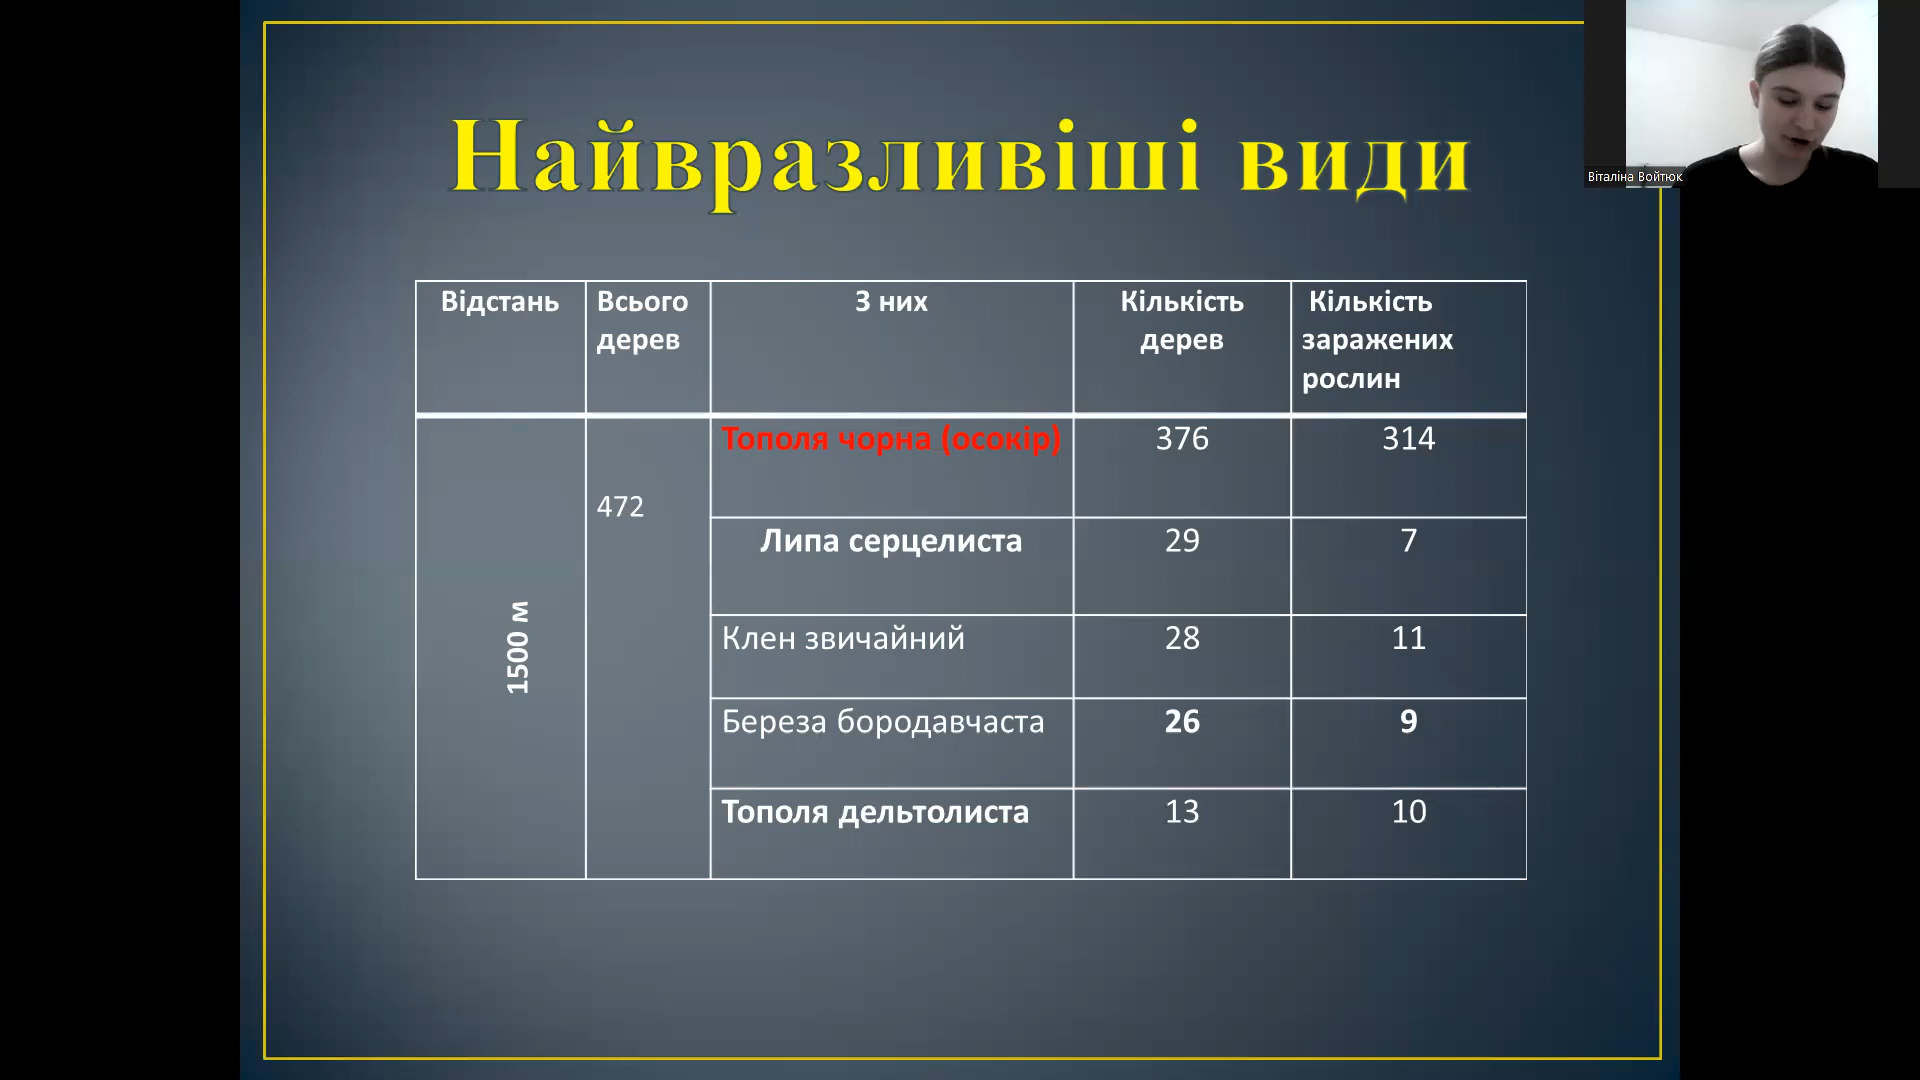 Найвразливіші види
Віталіна Войтюк
Відстань
Всього
дерев
З них
Кількість
дерев
Кількість
заражених
рослин
1500 м
472
Тополя чорна (осокір)
376
314
Липа серцелиста
29
7
Клен звичайний
28
11
Береза бородавчаста
26
9
Тополя дельтолиста
13
10